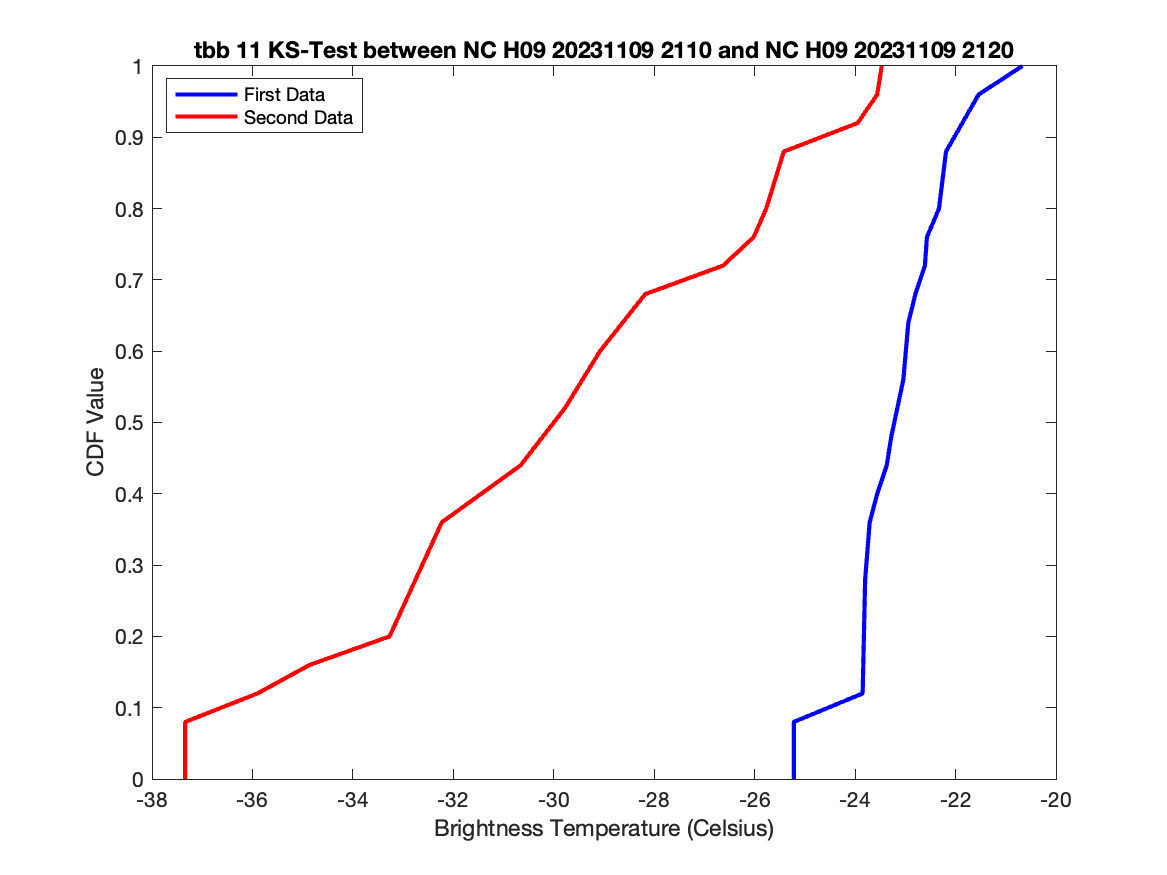 tbb 11 KS-Test between NC H09 20231109 2110 and NC H09 20231109 2120
First Data
Second Data
1
0.9
0.8
0.7
0.6
0.5
0.4
0.3
0.2
0.1
0
CDF Value
-38 -36 -34 -32 -30 -28 -26 -24 -22 -20
Brightness Temperature (Celsius)